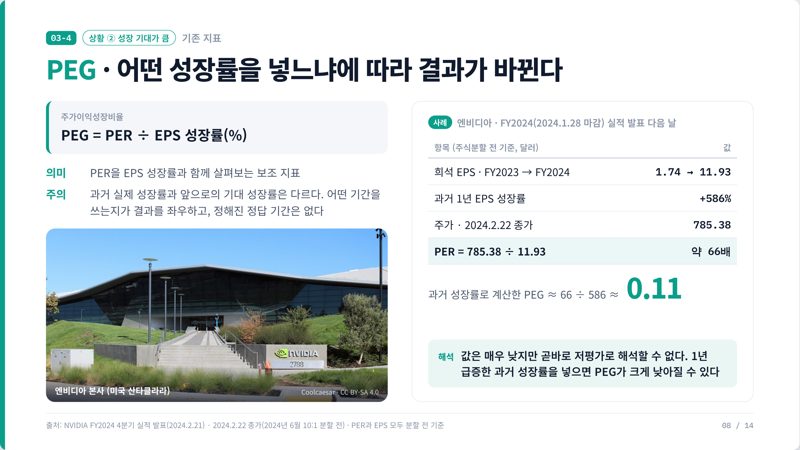 03-4 상황 ② 성장 기대가 큼 기존 지표
PEG · 어떤 성장률을 넣느냐에 따라 결과가 바뀐다
주가이익성장비율
PEG = PER ÷ EPS 성장률(%)
의미 PER을 EPS 성장률과 함께 살펴보는 보조 지표
주의 과거 실제 성장률과 앞으로의 기대 성장률은 다르다. 어떤 기간을
쓰는지가 결과를 좌우하고, 정해진 정답 기간은 없다
NVIDIA
2788
엔비디아 본사 (미국 산타클라라)
Coolcaesar · CC BY-SA 4.0
사례 엔비디아 · FY2024(2024.1.28 마감) 실적 발표 다음 날
항목 (주식분할 전 기준, 달러) 값
희석 EPS · FY2023 → FY2024 1.74 → 11.93
과거 1년 EPS 성장률 +586%
주가 · 2024.2.22 종가 785.38
PER = 785.38 ÷ 11.93 약 66배
과거 성장률로 계산한 PEG ≈ 66 ÷ 586 ≈ 0.11
해석 값은 매우 낮지만 곧바로 저평가로 해석할 수 없다. 1년
급증한 과거 성장률을 넣으면 PEG가 크게 낮아질 수 있다
출처: NVIDIA FY2024 4분기 실적 발표(2024.2.21) · 2024.2.22 종가(2024년 6월 10:1 분할 전) · PER과 EPS 모두 분할 전 기준
08 / 14